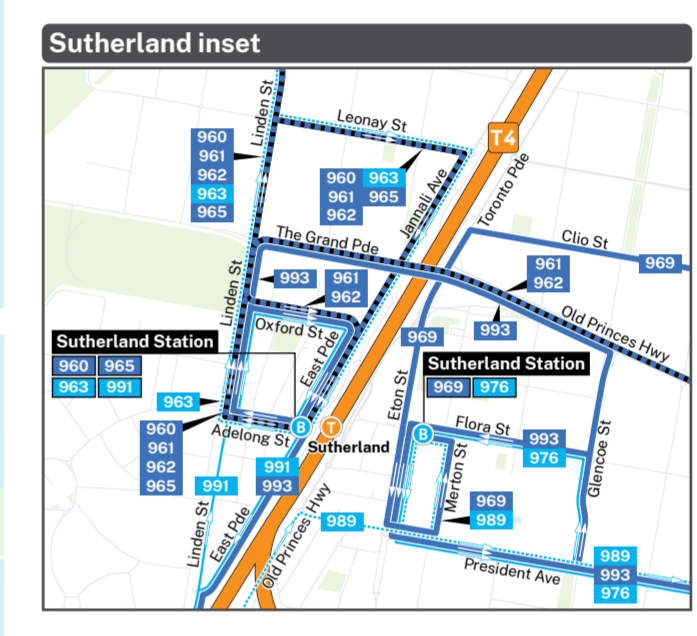 Sutherland inset
Linden St
Leonay St
T4
960
961
962
963
965
960 963
961 965
962
Jannali Ave
Toronto Pde
The Grand Pde
Clio St
969
993
961
962
961
962
993
Old Princes Hwy
Linden St
Oxford St
East Pde
969
Sutherland Station
960 965
963 991
Sutherland Station
969 976
Eton St
963
B
T
Sutherland
Adelong St
960
961
962
965
991
991
993
B
Flora St
993
976
Glencoe St
Merton St
969
989
Linden St
East Pde
Old Princes Hwy
989
President Ave
989
993
976